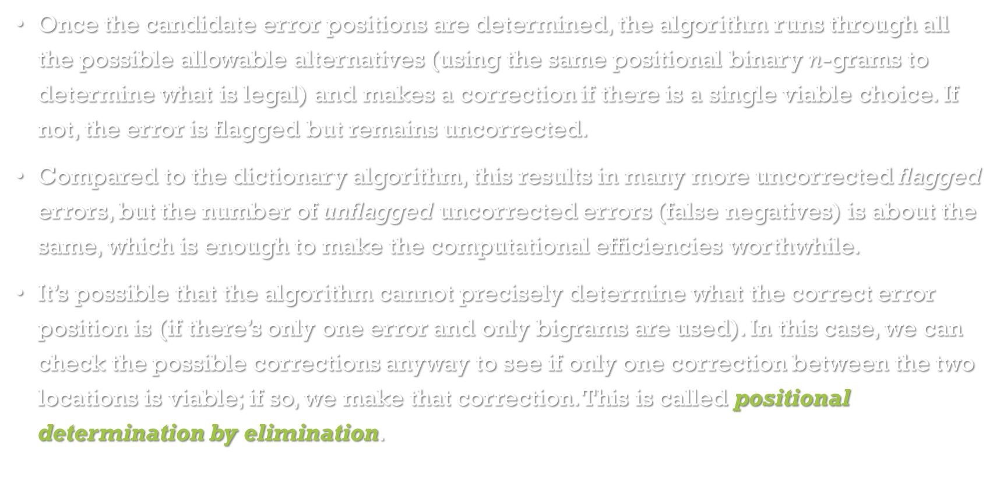 • Once the candidate error positions are determined, the algorithm runs through all
the possible allowable alternatives (using the same positional binary n-grams to
determine what is legal) and makes a correction if there is a single viable choice. If
not, the error is flagged but remains uncorrected.
• Compared to the dictionary algorithm, this results in many more uncorrected flagged
errors, but the number of unflagged uncorrected errors (false negatives) is about the
same, which is enough to make the computational efficiencies worthwhile.
• It’s possible that the algorithm cannot precisely determine what the correct error
position is (if there’s only one error and only bigrams are used). In this case, we can
check the possible corrections anyway to see if only one correction between the two
locations is viable; if so, we make that correction. This is called positional
determination by elimination.